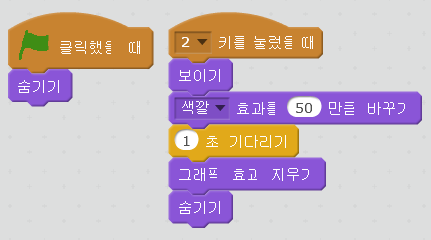 클릭했을 때
숨기기
2 키를 눌렀을 때
보이기
색깔 효과를 50 만큼 바꾸기
1 초 기다리기
그래픽 효과 지우기
숨기기